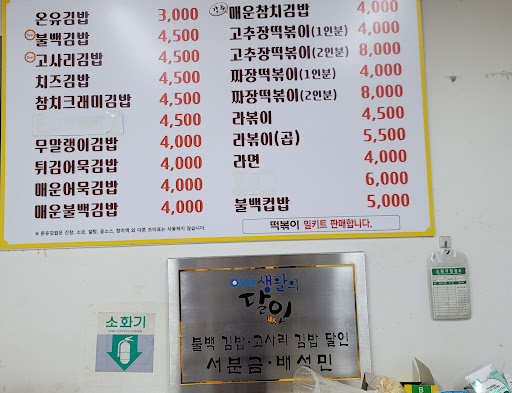 온유김밥 3,000
불백김밥 4,500
고사리김밥 4,500
치즈김밥 4,500
참치크래미김밥 4,500
무말랭이김밥 4,000
튀김어묵김밥 4,000
매운어묵김밥 4,000
매운불백김밥 4,000
매운참치김밥 4,000
고추장떡볶이(1인분) 4,000
고추장떡볶이(2인분) 8,000
짜장떡볶이(1인분) 4,000
짜장떡볶이(2인분) 8,000
라볶이 4,500
라볶이(곱) 5,500
라면 4,000
6,000
불백컵밥 5,000
떡볶이 밀키트 판매합니다.
생활의
달인
불백 김밥·고사리 김밥 달인
서분금·배성민
소화기